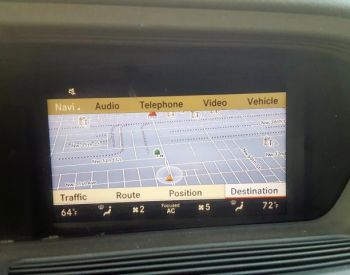 Navi Audio Telephone Video Vehicle
Traffic Route Position Destination
64°F 2 Focused AC 5 72°F